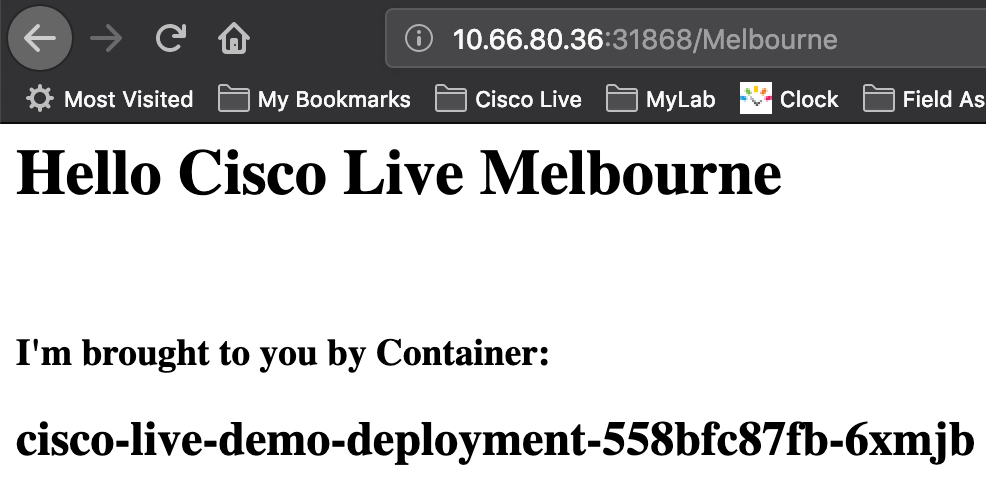 10.66.80.36:31868/Melbourne
Most Visited My Bookmarks Cisco Live MyLab Clock Field As
Hello Cisco Live Melbourne
I'm brought to you by Container:
cisco-live-demo-deployment-558bfc87fb-6xmjb